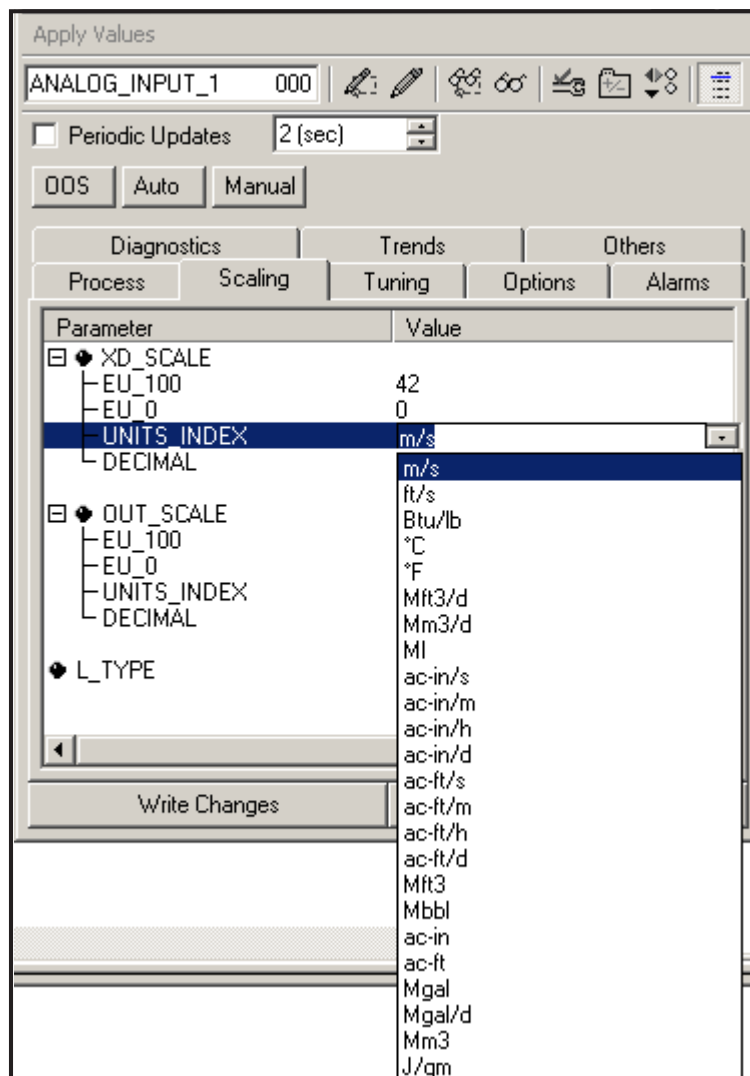 Apply Values
ANALOG_INPUT_1 000
Periodic Updates 2 (sec)
OOS Auto Manual
Diagnostics Trends Others
Process Scaling Tuning Options Alarms
Parameter Value
XD_SCALE
EU_100 42
EU_0 0
UNITS_INDEX m/s
DECIMAL
OUT_SCALE
EU_100
EU_0
UNITS_INDEX
DECIMAL
L_TYPE
m/s
ft/s
Btu/lb
°C
°F
Mft3/d
Mm3/d
Ml
ac-in/s
ac-in/m
ac-in/h
ac-in/d
ac-ft/s
ac-ft/m
ac-ft/h
ac-ft/d
Mft3
Mbbl
ac-in
ac-ft
Mgal
Mgal/d
Mm3
J/gm
Write Changes